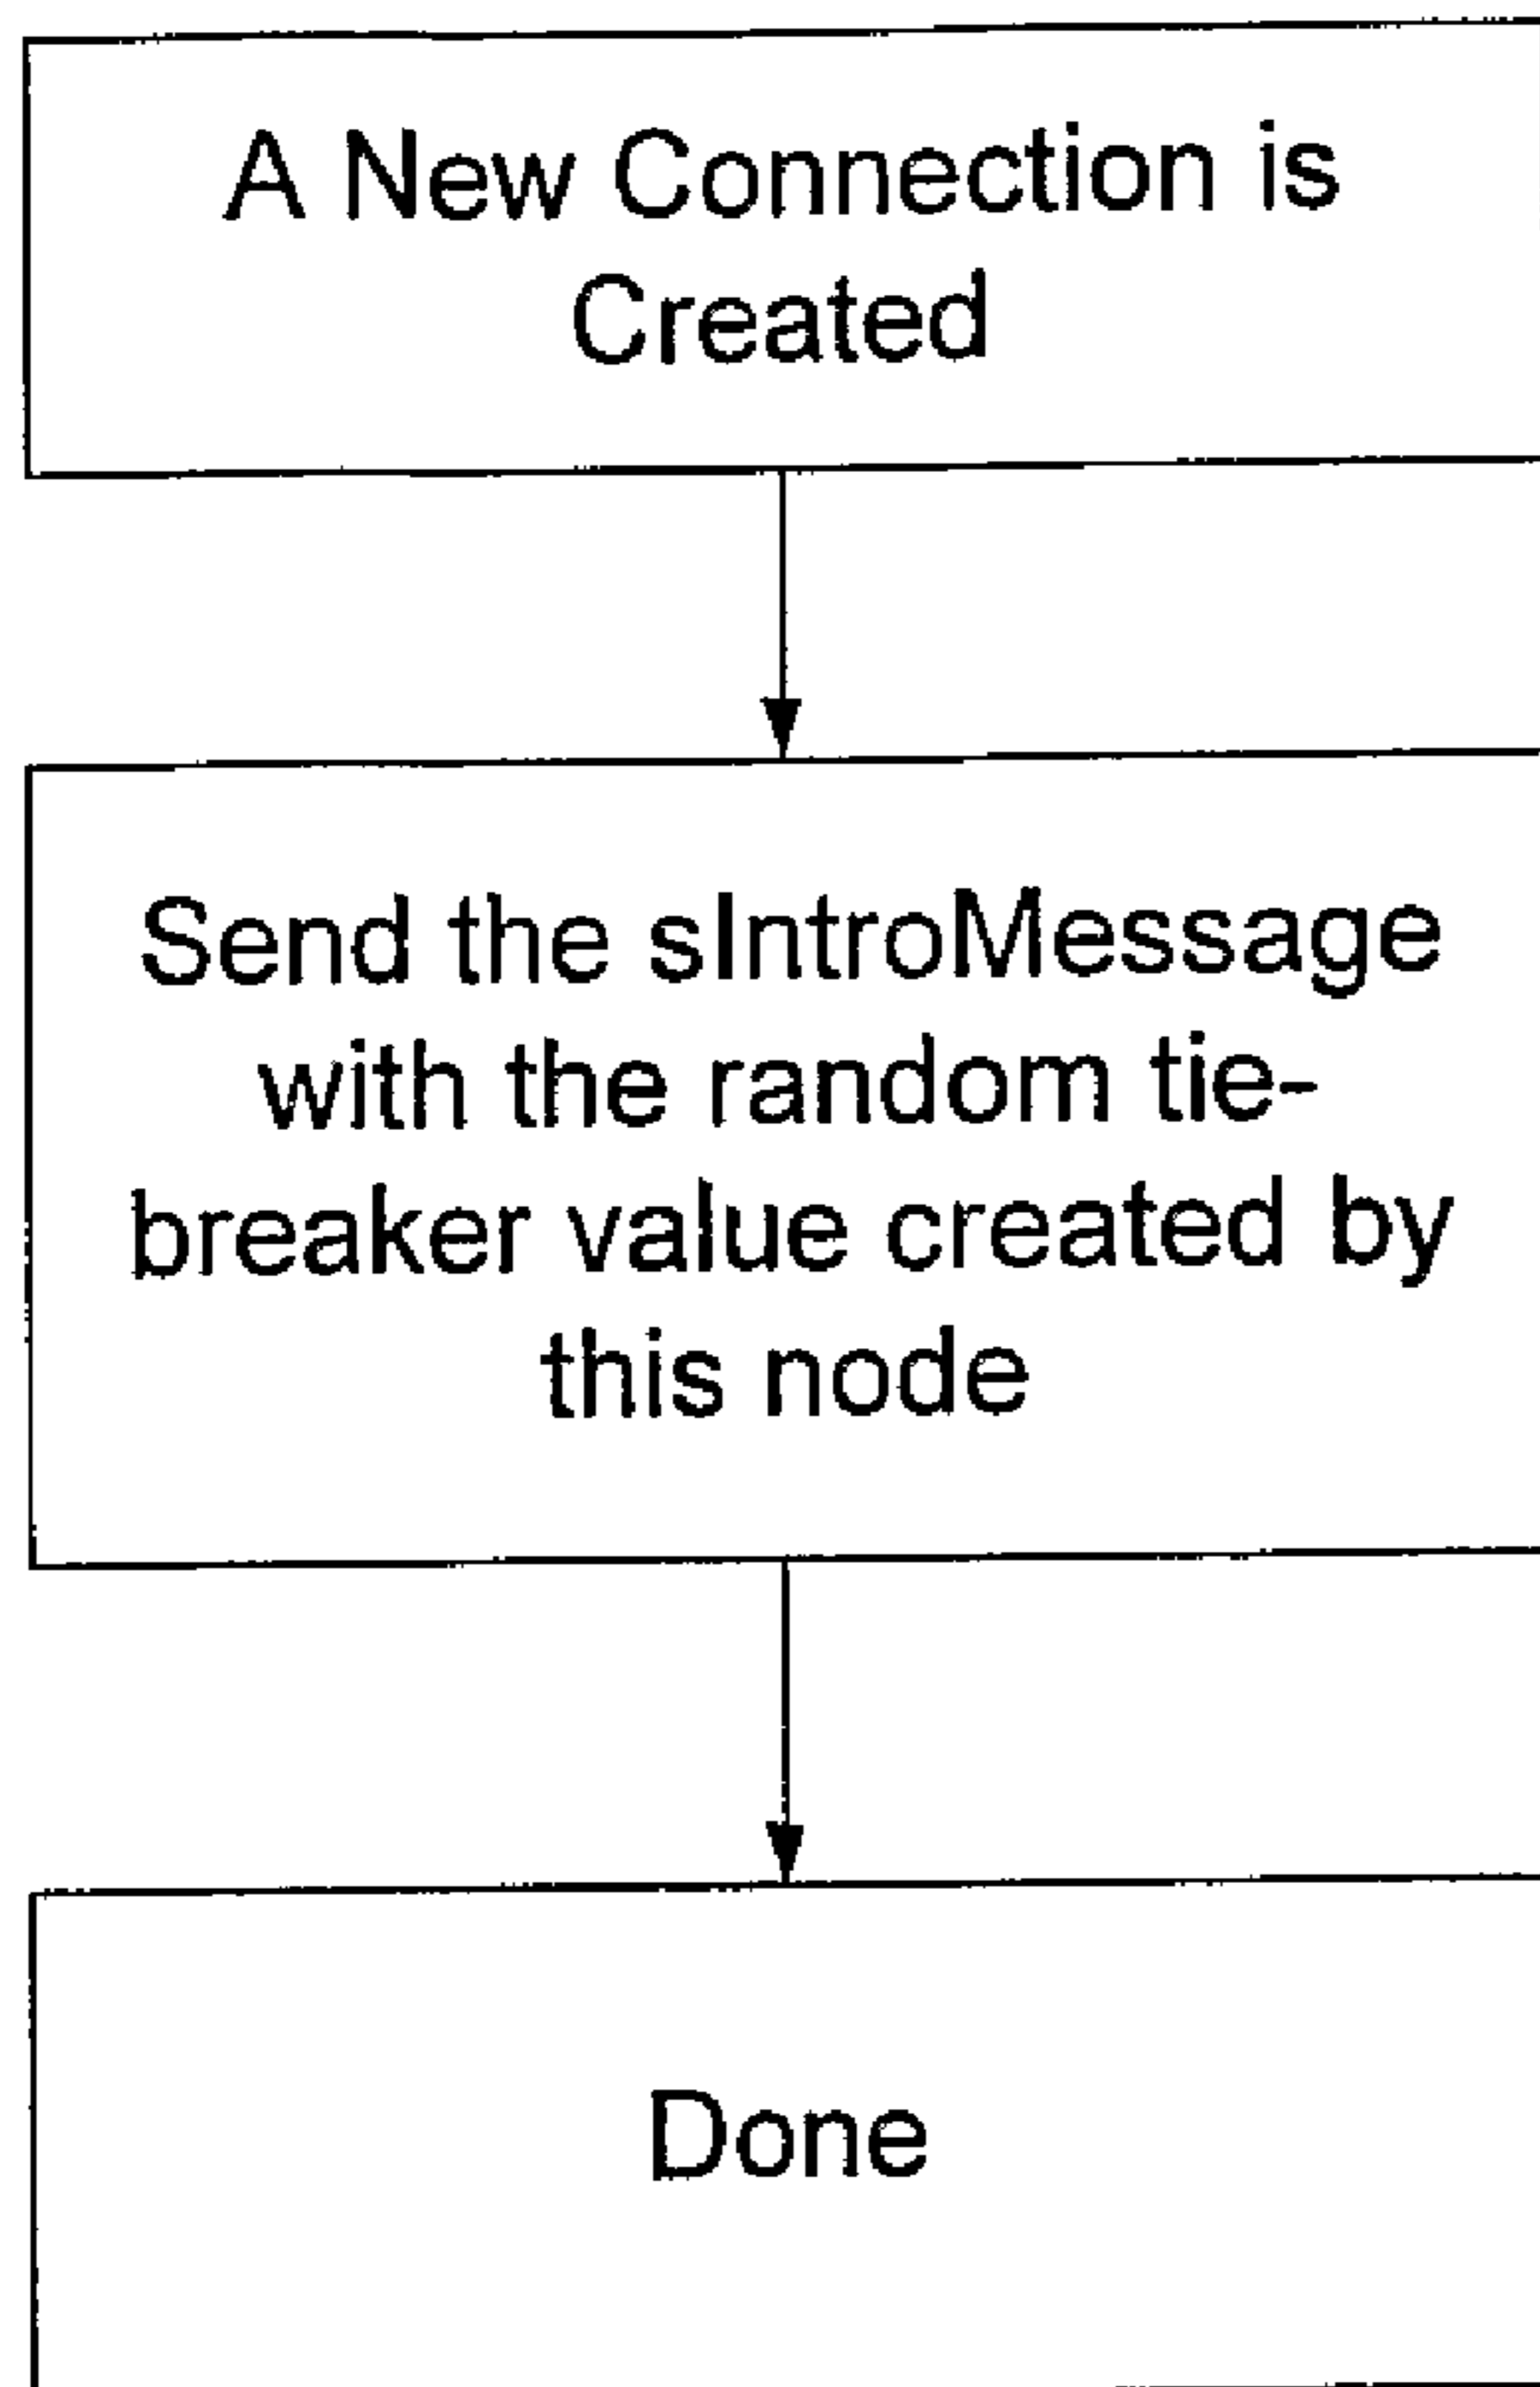 A New Connection is
Created
Send the sIntroMessage
with the random tie-
breaker value created by
this node
Done